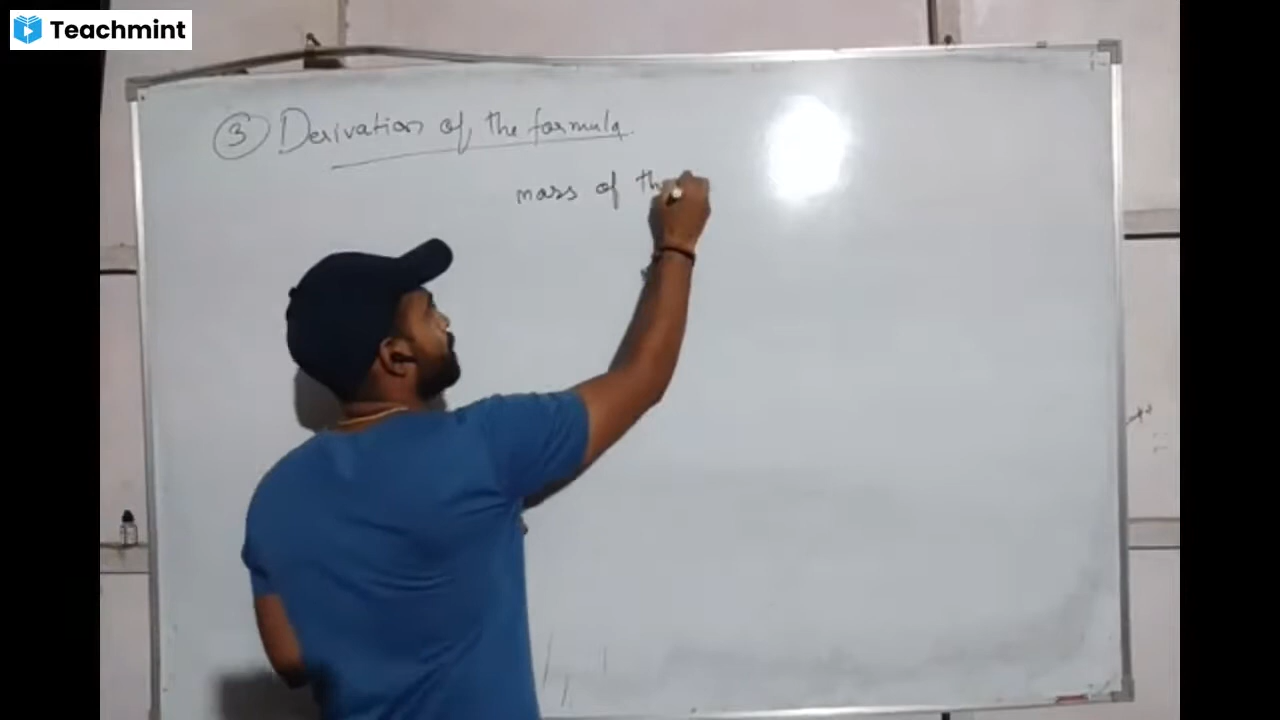 Teachmint
③ Derivation of the formula.
mass of th